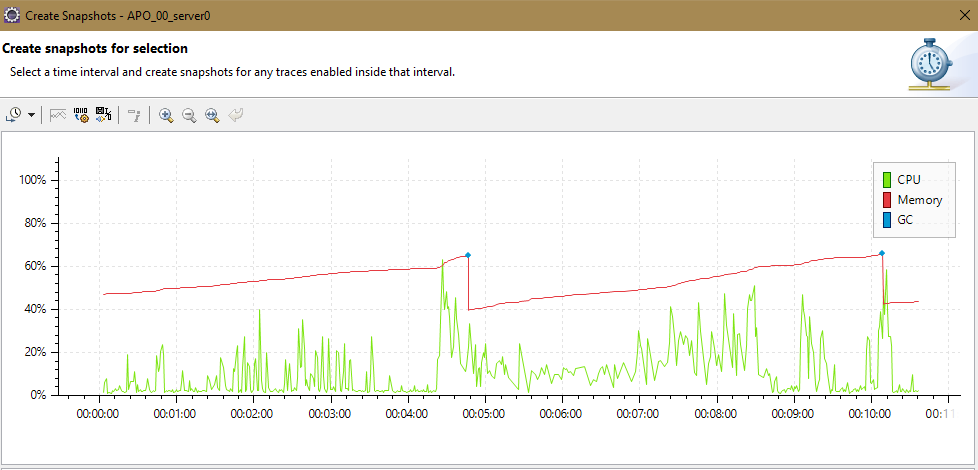 Create Snapshots - APO_00_server0
Create snapshots for selection
Select a time interval and create snapshots for any traces enabled inside that interval.
100%
80%
60%
40%
20%
0%
CPU
Memory
GC
00:00:00 00:01:00 00:02:00 00:03:00 00:04:00 00:05:00 00:06:00 00:07:00 00:08:00 00:09:00 00:10:00 00:11